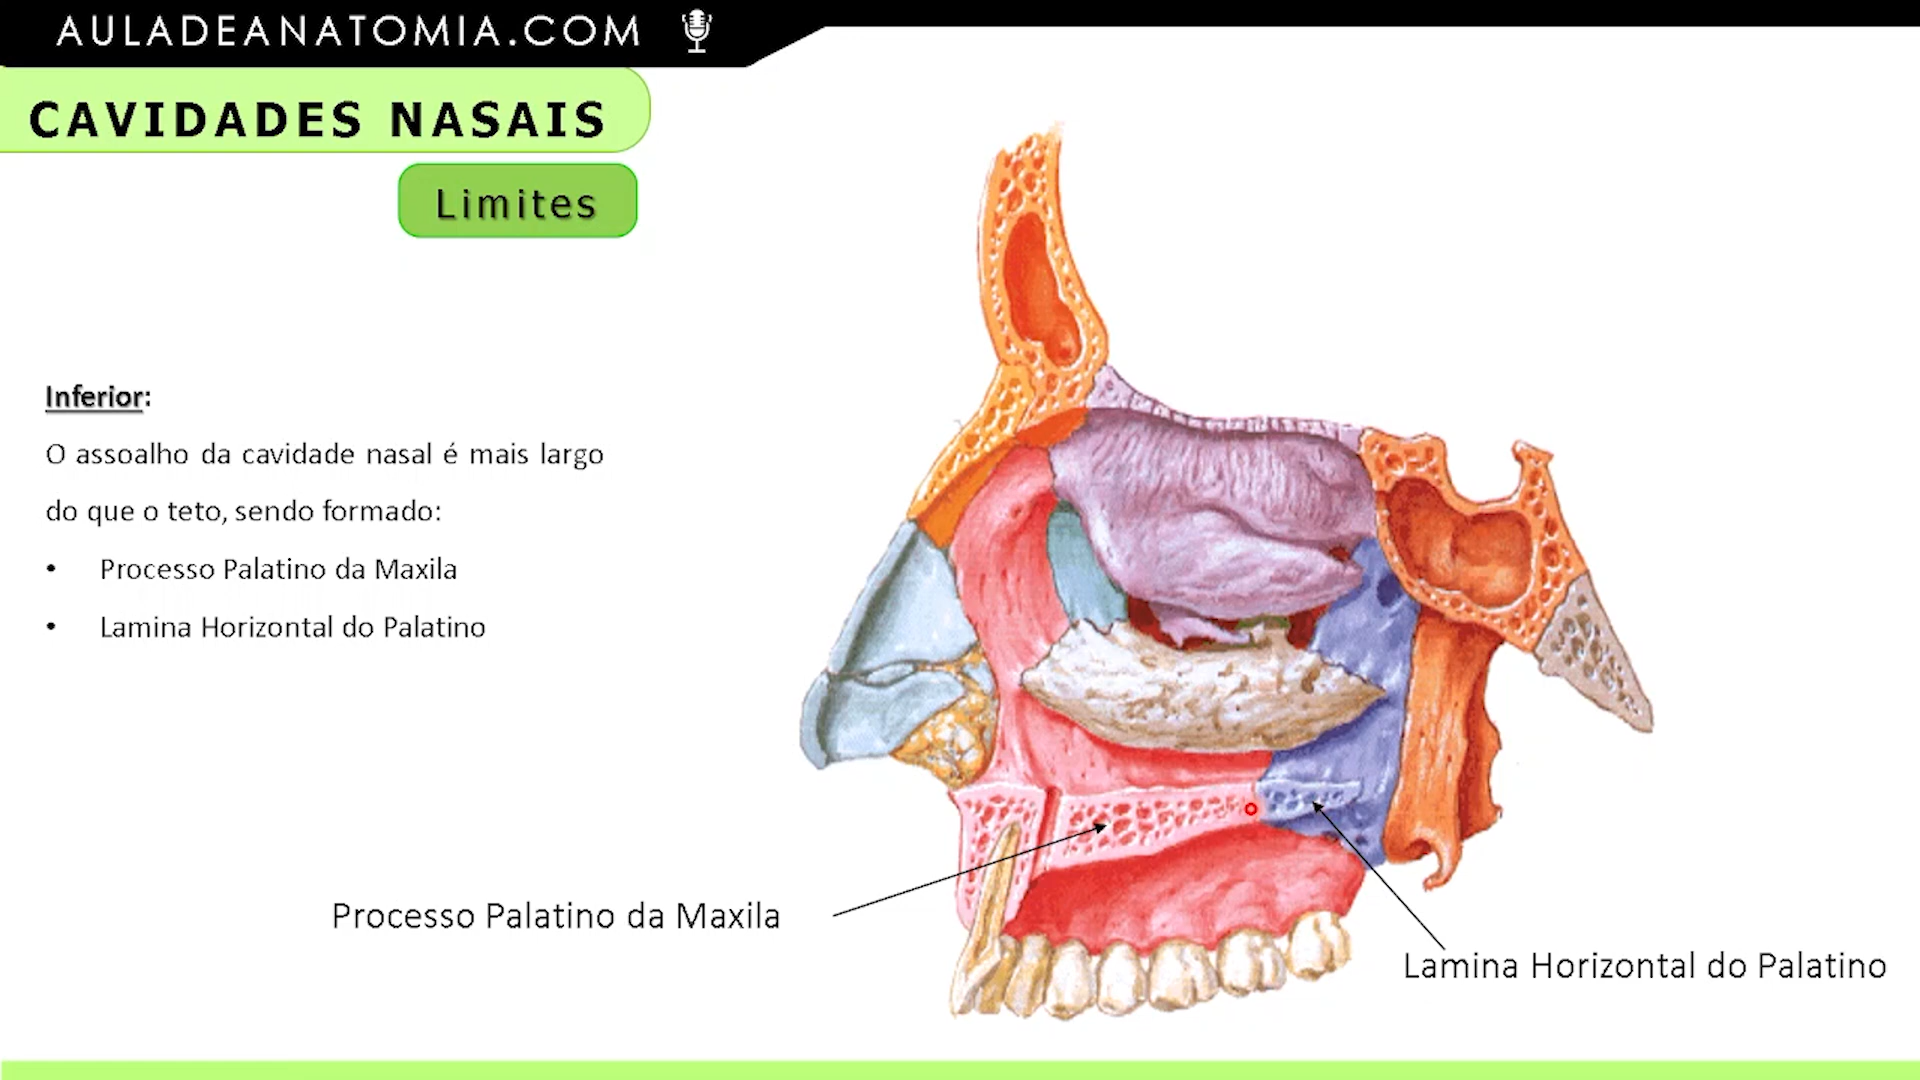 AULADEANATOMIA.COM
CAVIDADES NASAIS
Limites
Inferior:
O assoalho da cavidade nasal é mais largo
do que o teto, sendo formado:
• Processo Palatino da Maxila
• Lamina Horizontal do Palatino
Processo Palatino da Maxila
Lamina Horizontal do Palatino